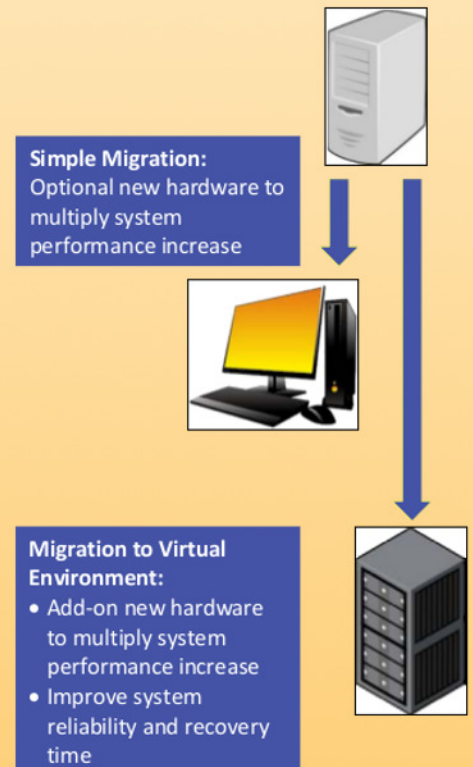 Simple Migration:
Optional new hardware to
multiply system
performance increase
Migration to Virtual
Environment:
• Add-on new hardware
to multiply system
performance increase
• Improve system
reliability and recovery
time